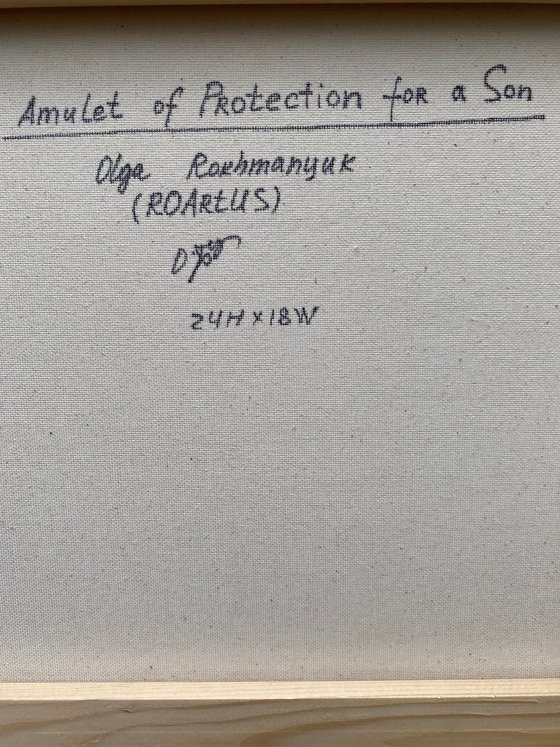 Amulet of Protection for a Son
Olga Rokhmanyuk
(ROARtUS)
24H x 18W